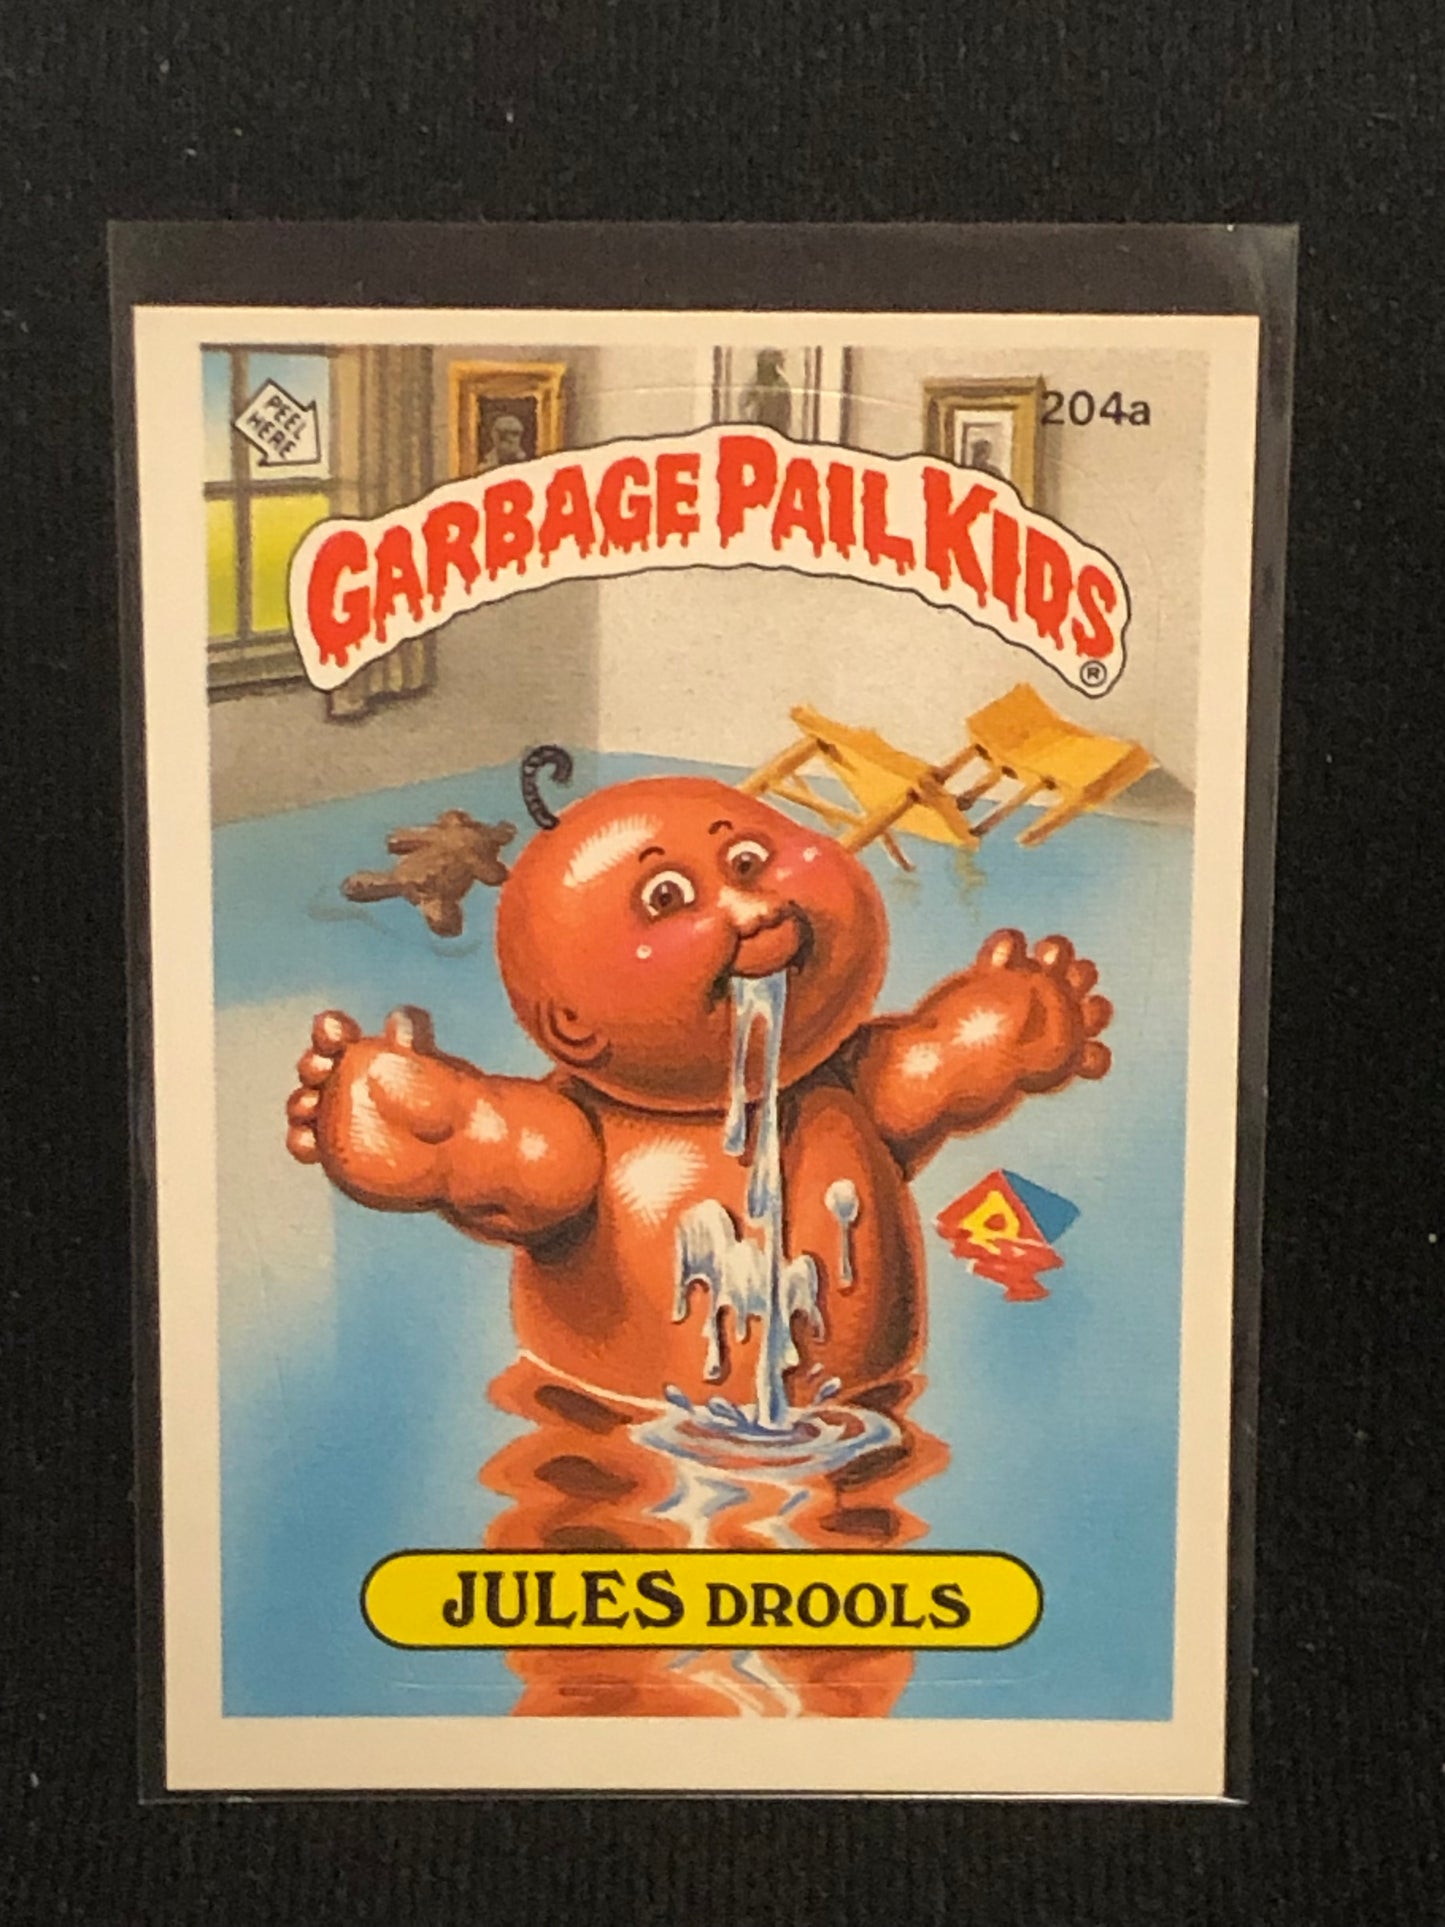 PEEL
HERE
204a
GARBAGE PAIL KIDS
®
JULES DROOLS